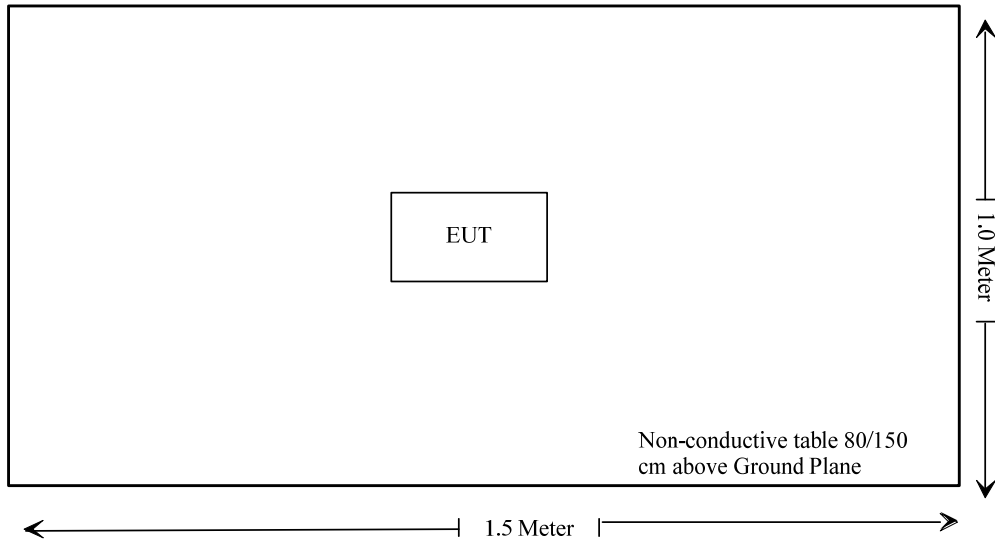 EUT
1.0 Meter
Non-conductive table 80/150
cm above Ground Plane
1.5 Meter